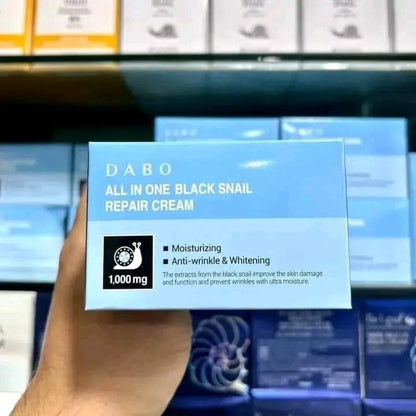 DABO
ALL IN ONE BLACK SNAIL
REPAIR CREAM
■ Moisturizing
■ Anti-wrinkle & Whitening
1,000 mg
The extracts from the black snail improve the skin damage
and function and prevent wrinkles with ultra moisture.
DABO